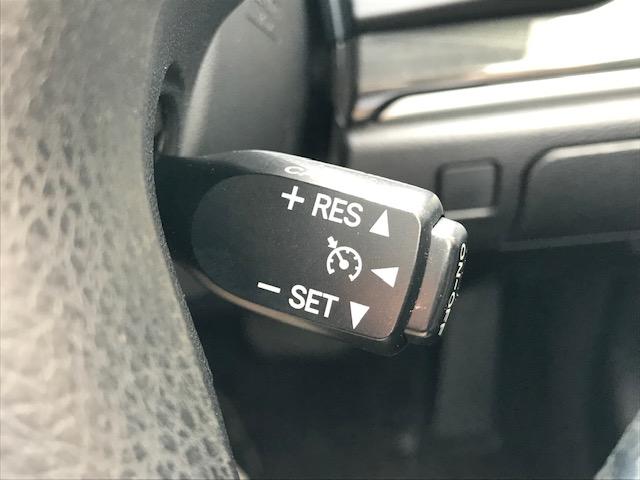 + RES
− SET
ON-OFF